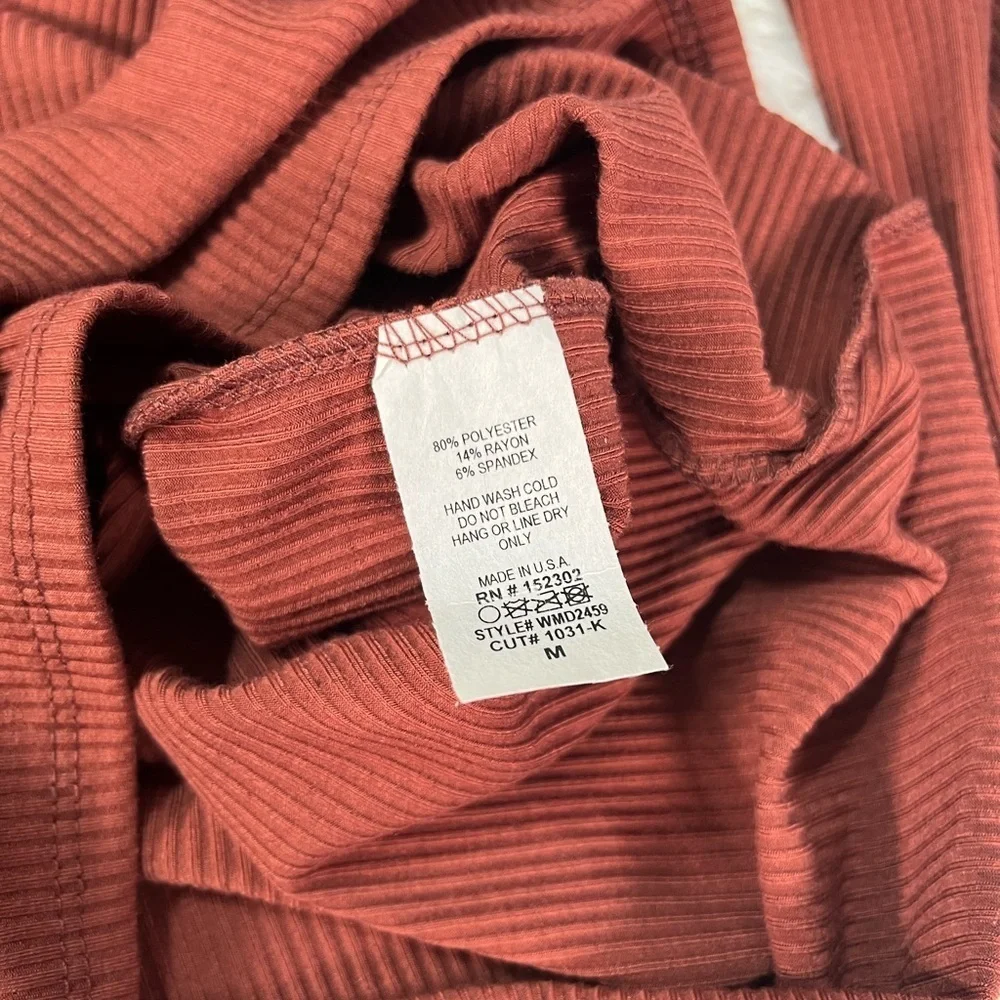 80% POLYESTER
14% RAYON
6% SPANDEX
HAND WASH COLD
DO NOT BLEACH
HANG OR LINE DRY
ONLY
MADE IN U.S.A.
RN # 152302
STYLE# WMD2459
CUT# 1031-K
M